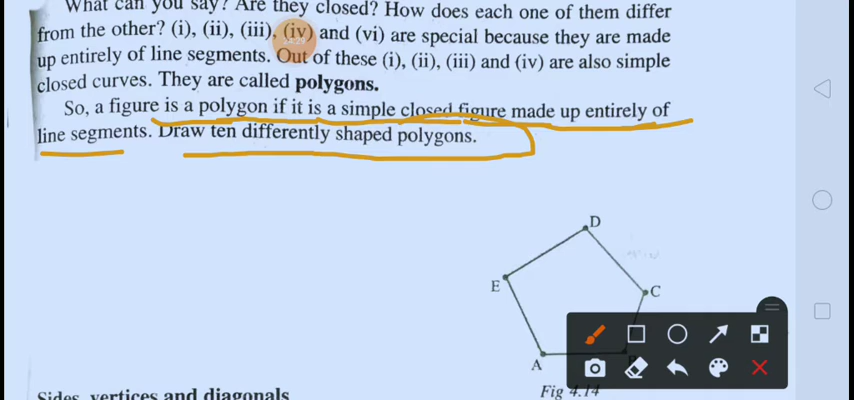 What can you say? Are they closed? How does each one of them differ
from the other? (i), (ii), (iii), (iv) and (vi) are special because they are made
up entirely of line segments. Out of these (i), (ii), (iii) and (iv) are also simple
closed curves. They are called polygons.
So, a figure is a polygon if it is a simple closed figure made up entirely of
line segments. Draw ten differently shaped polygons.
D
E
C
A
Fig 4.14
Sides, vertices and diagonals